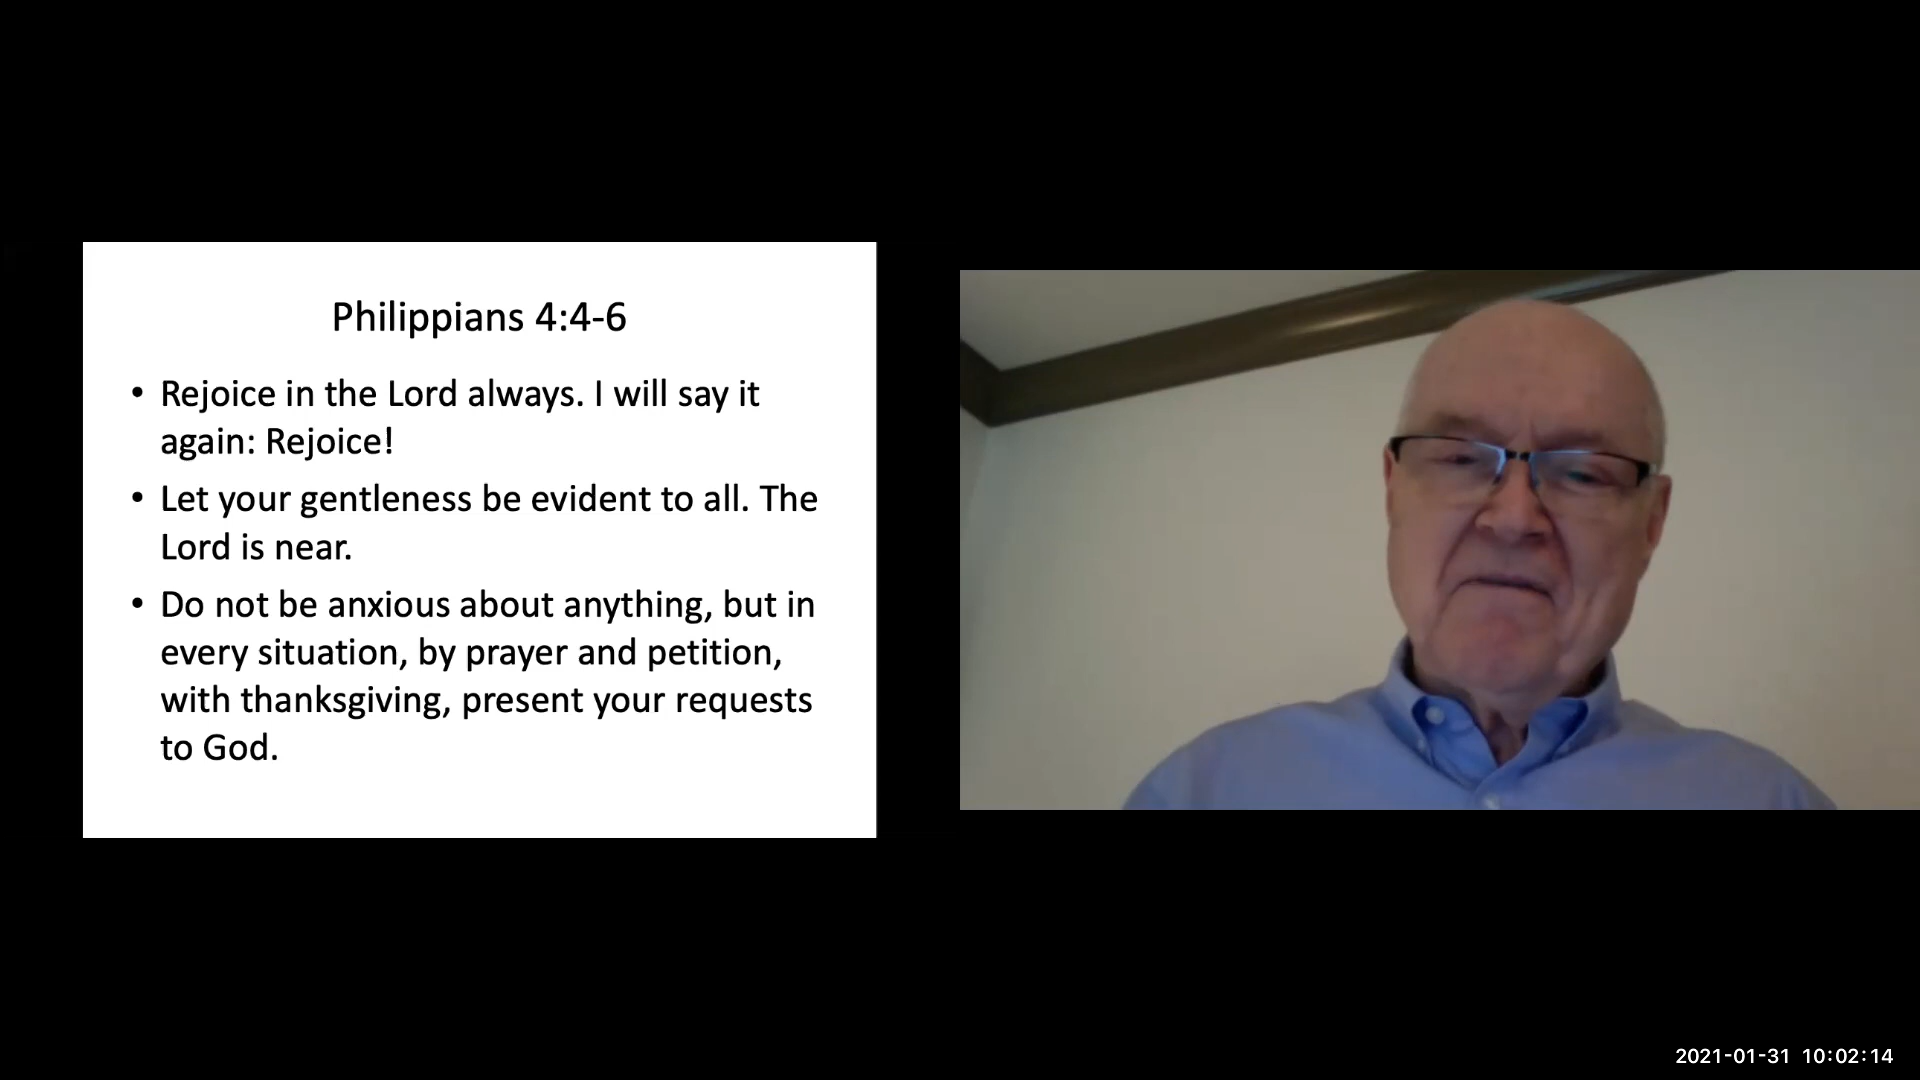 Philippians 4:4-6
• Rejoice in the Lord always. I will say it
again: Rejoice!
• Let your gentleness be evident to all. The
Lord is near.
• Do not be anxious about anything, but in
every situation, by prayer and petition,
with thanksgiving, present your requests
to God.
2021-01-31 10:02:14